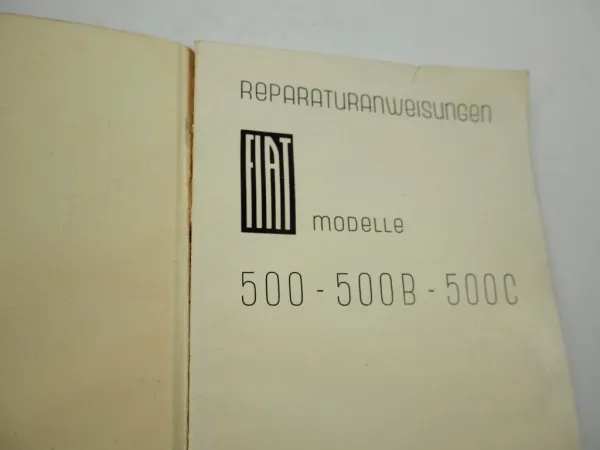 REPARATURANWEISUNGEN
FIAT
MODELLE
500 - 500B - 500C